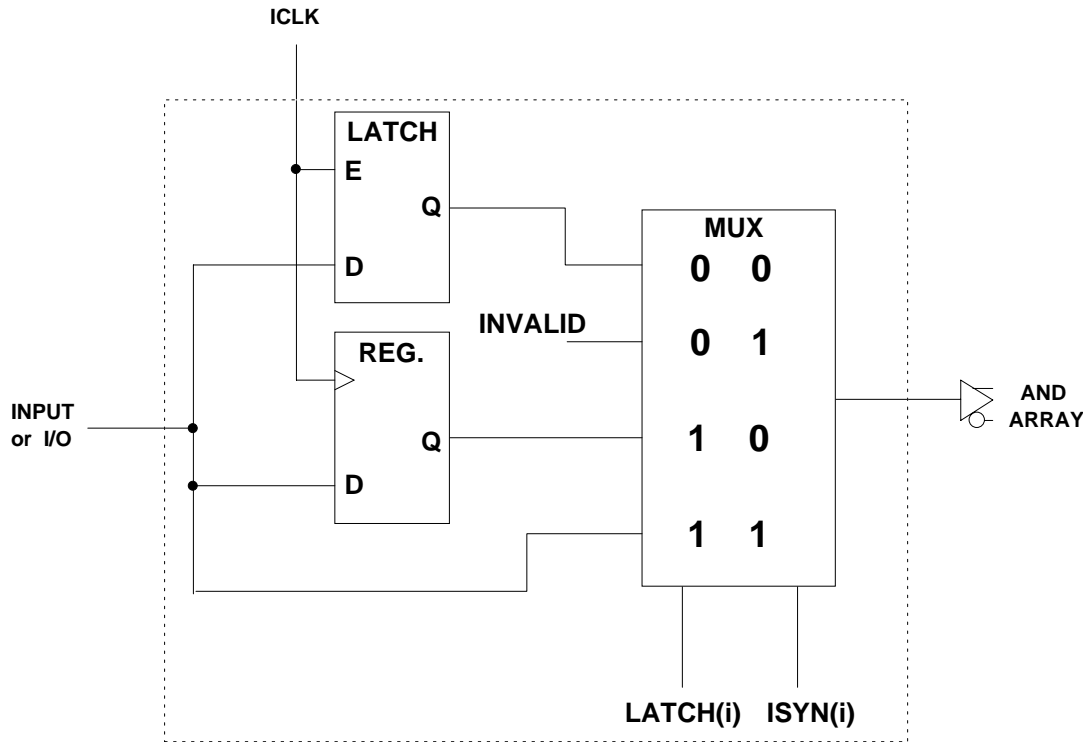 ICLK
LATCH
E
Q
D
MUX
0 0
INVALID
0 1
REG.
INPUT
or I/O
Q
1 0
AND
ARRAY
D
1 1
LATCH(i) ISYN(i)